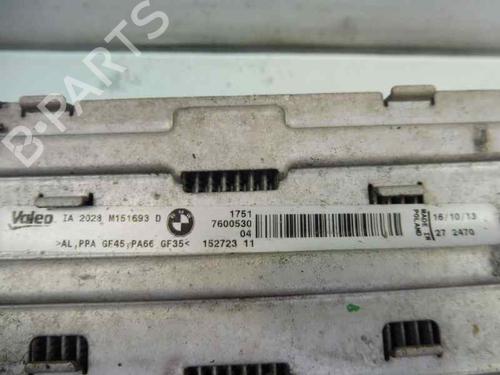 B-PARTS
Valeo IA 2028 M151693 D
>AL,PPA GF45,PA66 GF35<
1751
7600530
04
152723 11
MADE IN
POLAND
16/10/13
27 2470